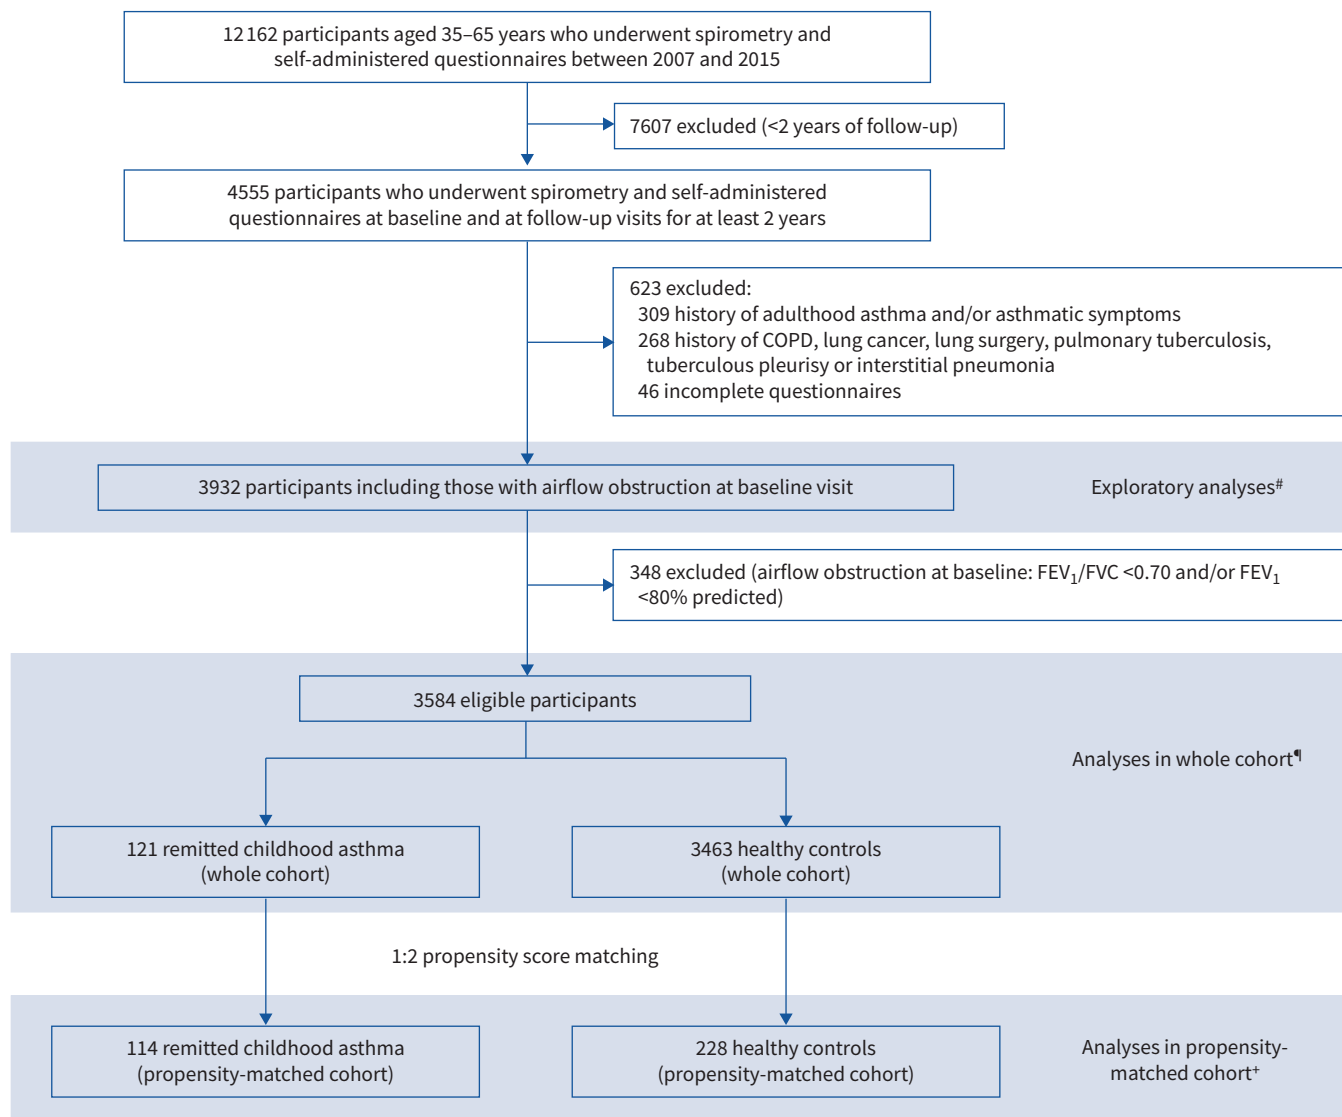 12 162 participants aged 35–65 years who underwent spirometry and
self-administered questionnaires between 2007 and 2015
7607 excluded (<2 years of follow-up)
4555 participants who underwent spirometry and self-administered
questionnaires at baseline and at follow-up visits for at least 2 years
623 excluded:
309 history of adulthood asthma and/or asthmatic symptoms
268 history of COPD, lung cancer, lung surgery, pulmonary tuberculosis,
tuberculous pleurisy or interstitial pneumonia
46 incomplete questionnaires
3932 participants including those with airflow obstruction at baseline visit
Exploratory analyses#
348 excluded (airflow obstruction at baseline: FEV1/FVC <0.70 and/or FEV1
<80% predicted)
3584 eligible participants
Analyses in whole cohort¶
121 remitted childhood asthma
(whole cohort)
3463 healthy controls
(whole cohort)
1:2 propensity score matching
114 remitted childhood asthma
(propensity-matched cohort)
228 healthy controls
(propensity-matched cohort)
Analyses in propensity-
matched cohort+